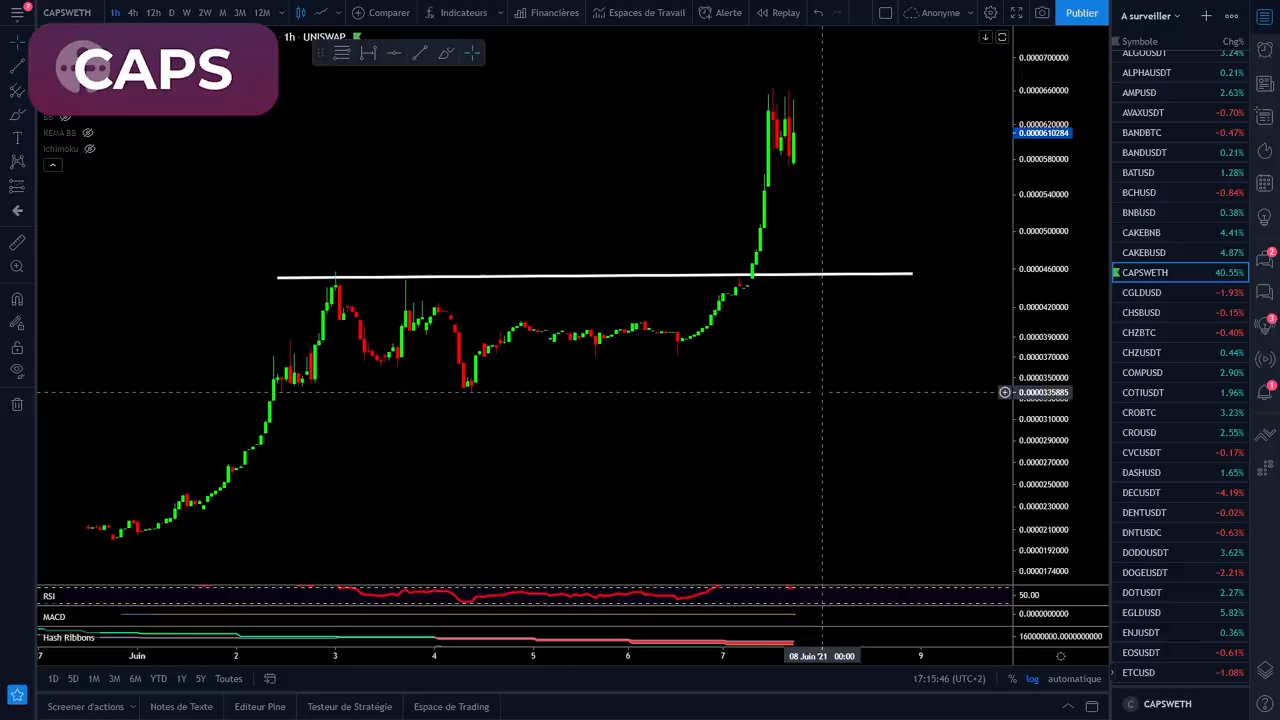 CAPSWETH 1h 4h 12h D W 2W M 3M 12M Comparer Indicateurs Financières Espaces de Travail Alerte Replay Anonyme Publier
A surveiller
1h UNISWAP
CAPS
BB
REMA BB
Ichimoku
0.0000700000
0.0000660000
0.0000620000
0.0000610284
0.0000580000
0.0000540000
0.0000500000
0.0000460000
0.0000420000
0.0000390000
0.0000370000
0.0000350000
0.0000335885
0.0000310000
0.0000290000
0.0000270000
0.0000250000
0.0000230000
0.0000210000
0.0000192000
0.0000174000
RSI
50.00
MACD
0.0000000000
Hash Ribbons
160000000.0000000000
7 Juin 2 3 4 5 6 7 08 Juin '21 00:00 9
1D 5D 1M 3M 6M YTD 1Y 5Y Toutes
17:15:46 (UTC+2) % log automatique
Screener d'actions Notes de Texte Editeur Pine Testeur de Stratégie Espace de Trading
Symbole Chg%
ALGOUSDT 3.24%
ALPHAUSDT 0.21%
AMPUSD 2.63%
AVAXUSDT −0.70%
BANDBTC −0.47%
BANDUSDT 0.21%
BATUSD 1.28%
BCHUSD −0.84%
BNBUSD 0.38%
CAKEBNB 4.41%
CAKEBUSD 4.87%
CAPSWETH 40.55%
CGLDUSD −1.93%
CHSBUSD −0.15%
CHZBTC −0.40%
CHZUSDT 0.44%
COMPUSD 2.90%
COTIUSDT 1.96%
CROBTC 3.23%
CROUSD 2.55%
CVCUSDT −0.17%
DASHUSD 1.65%
DECUSDT −4.19%
DENTUSDT −0.02%
DNTUSDC −0.63%
DODOUSDT 3.62%
DOGEUSDT −2.21%
DOTUSDT 2.27%
EGLDUSD 5.82%
ENJUSDT 0.36%
EOSUSDT −0.61%
ETCUSD −1.08%
C CAPSWETH
7
2
3
1